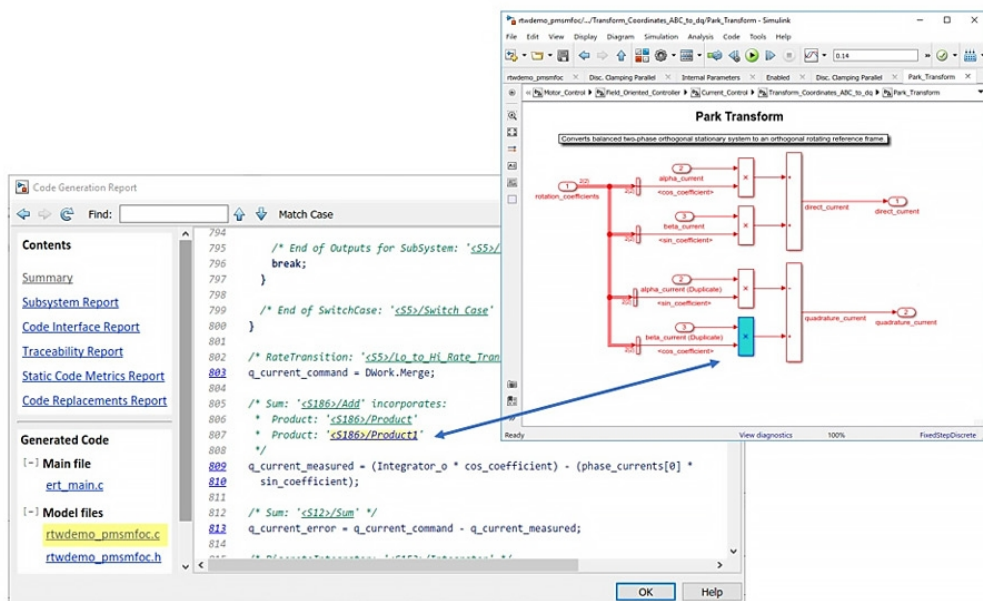 rtwdemo_pmsmfoc/.../Transform_Coordinates_ABC_to_dq/Park_Transform - Simulink
File Edit View Display Diagram Simulation Analysis Code Tools Help
0.14
rtwdemo_pmsmfoc Disc. Clamping Parallel Internal Parameters Enabled Disc. Clamping Parallel Park_Transform
Motor_Control Field_Oriented_Controller Current_Control Transform_Coordinates_ABC_to_dq Park_Transform
Park Transform
Converts balanced two-phase orthogonal stationary system to an orthogonal rotating reference frame.
2
alpha_current
<cos_coefficient>
1
rotation_coefficients
2{2}
3
beta_current
<sin_coefficient>
1
direct_current
direct_current
2
alpha_current (Duplicate)
<sin_coefficient>
3
beta_current (Duplicate)
<cos_coefficient>
2
quadrature_current
quadrature_current
Ready View diagnostics 100% FixedStepDiscrete
Code Generation Report
Find: Match Case
Contents
Summary
Subsystem Report
Code Interface Report
Traceability Report
Static Code Metrics Report
Code Replacements Report
Generated Code
[-] Main file
ert_main.c
[-] Model files
rtwdemo_pmsmfoc.c
rtwdemo_pmsmfoc.h
794
795 /* End of Outputs for SubSystem: '<S5>/
796 break;
797 }
798
799 /* End of SwitchCase: '<S5>/Switch Case'
800 }
801
802 /* RateTransition: '<S5>/Lo_to_Hi_Rate_Tran
803 q_current_command = DWork.Merge;
804
805 /* Sum: '<S186>/Add' incorporates:
806 * Product: '<S186>/Product'
807 * Product: '<S186>/Product1'
808 */
809 q_current_measured = (Integrator_o * cos_coefficient) - (phase_currents[0] *
810 sin_coefficient);
811
812 /* Sum: '<S12>/Sum' */
813 q_current_error = q_current_command - q_current_measured;
814
OK Help